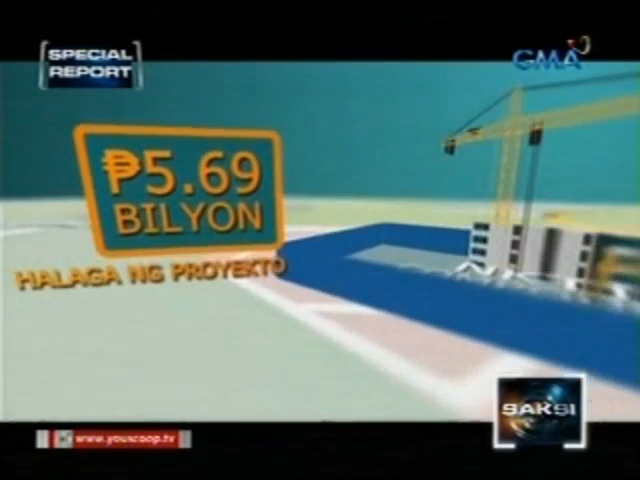 SPECIAL
REPORT
GMA
₱5.69
BILYON
HALAGA NG PROYEKTO
SAKSI
www.youscoop.tv